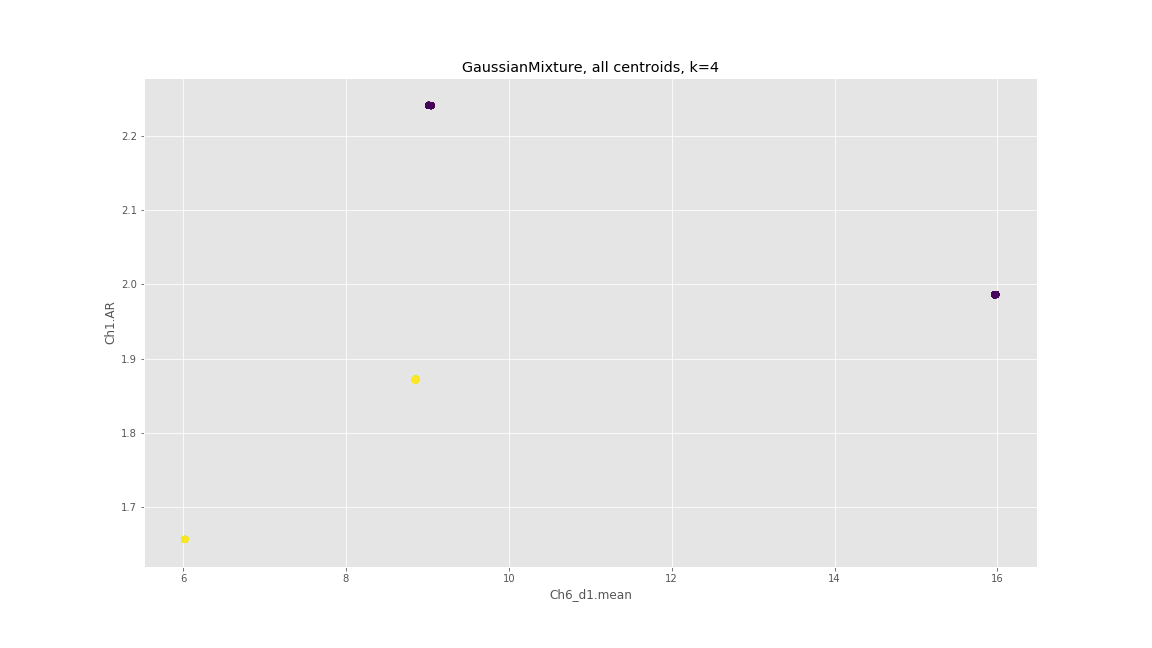 GaussianMixture, all centroids, k=4
2.2
2.1
2.0
1.9
1.8
1.7
Ch1.AR
6 8 10 12 14 16
Ch6_d1.mean